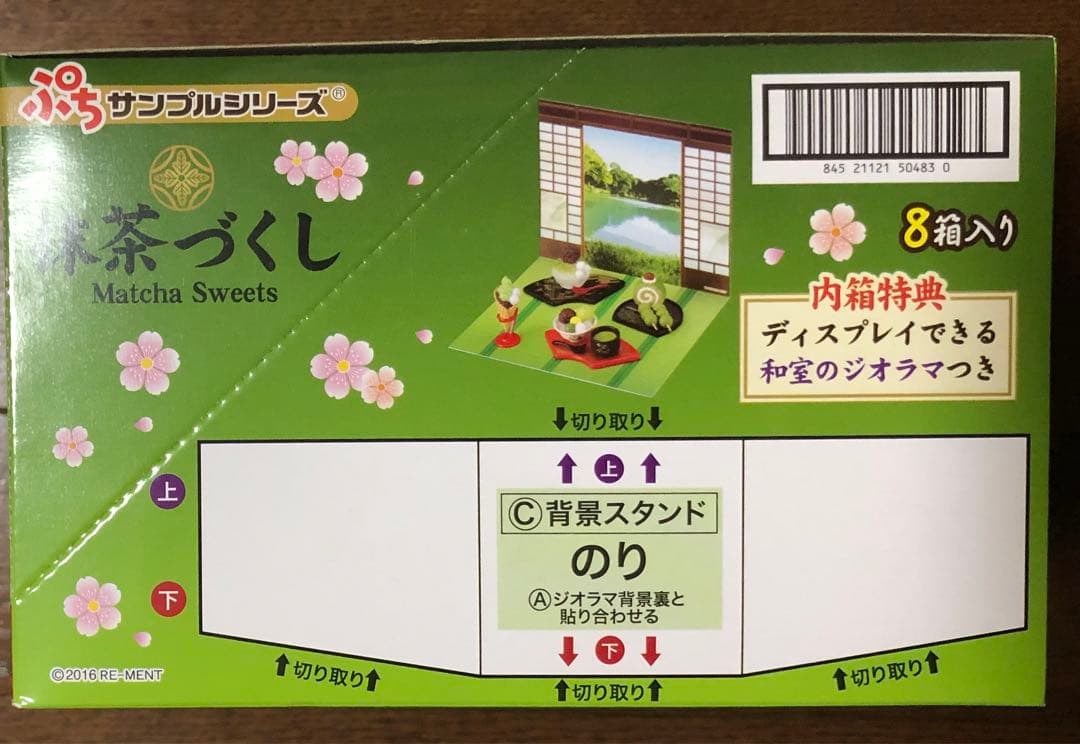 ぷちサンプルシリーズ®
抹茶づくし
Matcha Sweets
845 21121 50483 0
8箱入り
内箱特典
ディスプレイできる
和室のジオラマつき
↓切り取り↓
上
↑上↑
Ⓒ背景スタンド
のり
Ⓐジオラマ背景裏と
貼り合わせる
下
↓下↓
↑切り取り↑
↑切り取り↑
↑切り取り↑
©2016 RE-MENT